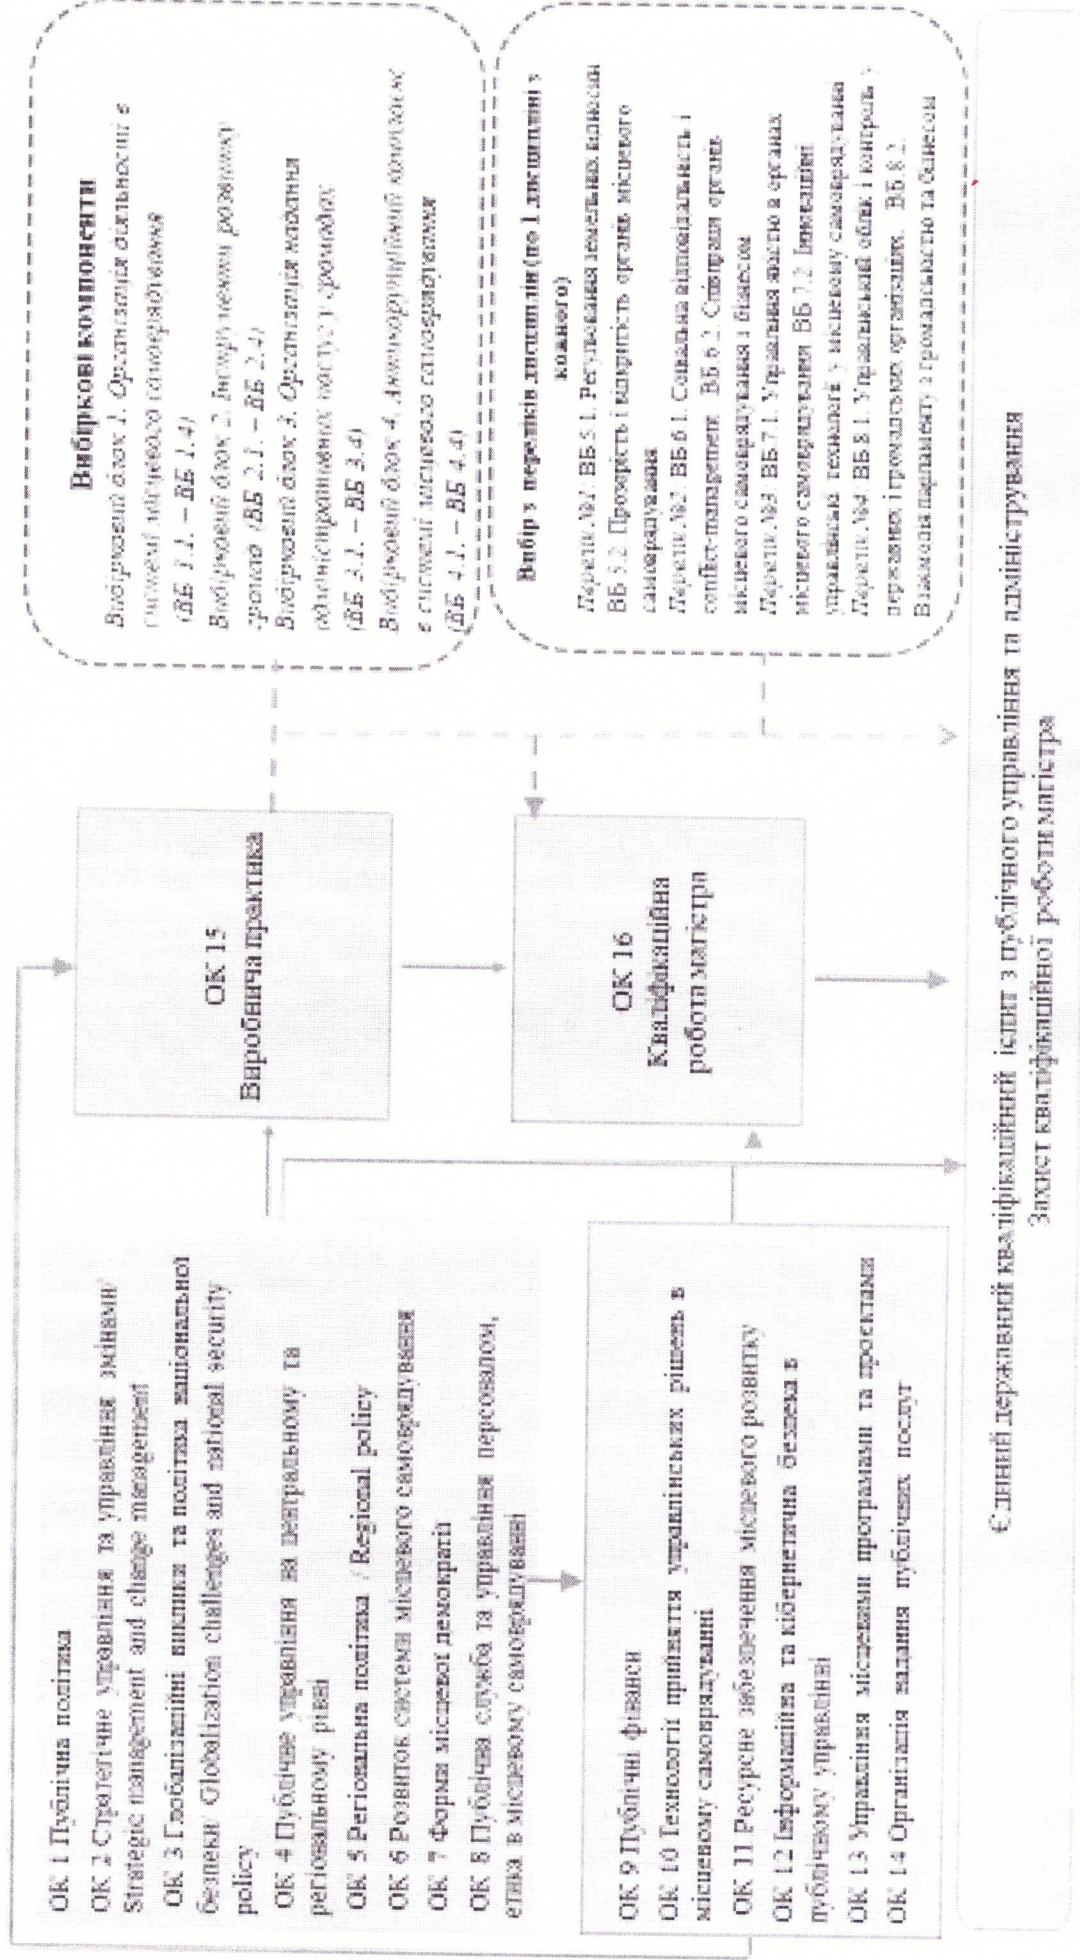 ОК 1 Публічна політика
ОК 2 Стратегічне управління та управління змінами/
Strategic management and change management
ОК 3 Глобалізаційні виклики та політика національної
безпеки/ Globalization challenges and national security
policy
ОК 4 Публічне управління на центральному та
регіональному рівні
ОК 5 Регіональна політика / Regional policy
ОК 6 Розвиток системи місцевого самоврядування
ОК 7 Форми місцевої демократії
ОК 8 Публічна служба та управління персоналом,
етика в місцевому самоврядуванні
ОК 9 Публічні фінанси
ОК 10 Технології прийняття управлінських рішень в
місцевому самоврядуванні
ОК 11 Ресурсне забезпечення місцевого розвитку
ОК 12 Інформаційна та кібернетична безпека в
публічному управлінні
ОК 13 Управління місцевими програмами та проєктами
ОК 14 Організація надання публічних послуг
ОК 15
Виробнича практика
ОК 16
Кваліфікаційна
робота магістра
Вибіркові компоненти
Вибірковий блок 1. Організація діяльності в
системі місцевого самоврядування
(ВБ 1.1. – ВБ 1.4)
Вибірковий блок 2. Інструменти розвитку
громад (ВБ 2.1. – ВБ 2.4)
Вибірковий блок 3. Організація надання
адміністративних послуг у громадах
(ВБ 3.1. – ВБ 3.4)
Вибірковий блок 4. Антикорупційний комплаєнс
в системі місцевого самоврядування
(ВБ 4.1. – ВБ 4.4)
Вибір з переліків дисциплін (по 1 дисципліні з
кожного)
Перелік №1: ВБ 5.1. Регулювання земельних відносин
ВБ 5.2. Прозорість і відкритість органів місцевого
самоврядування
Перелік №2: ВБ 6.1. Соціальна відповідальність і
ВБ 6.2. Співпраця органів
місцевого самоврядування і бізнесом
Перелік №3: ВБ 7.1. Управління якістю в органах
місцевого самоврядування ВБ 7.2. Інноваційні
управлінські технології у місцевому самоврядуванні
Перелік №4: ВБ 8.1. Управлінський облік і контроль у
державних і громадських організаціях ВБ 8.2.
Взаємодія парламенту з громадськістю та бізнесом
Єдиний державний кваліфікаційний іспит з публічного управління та адміністрування
Захист кваліфікаційної роботи магістра